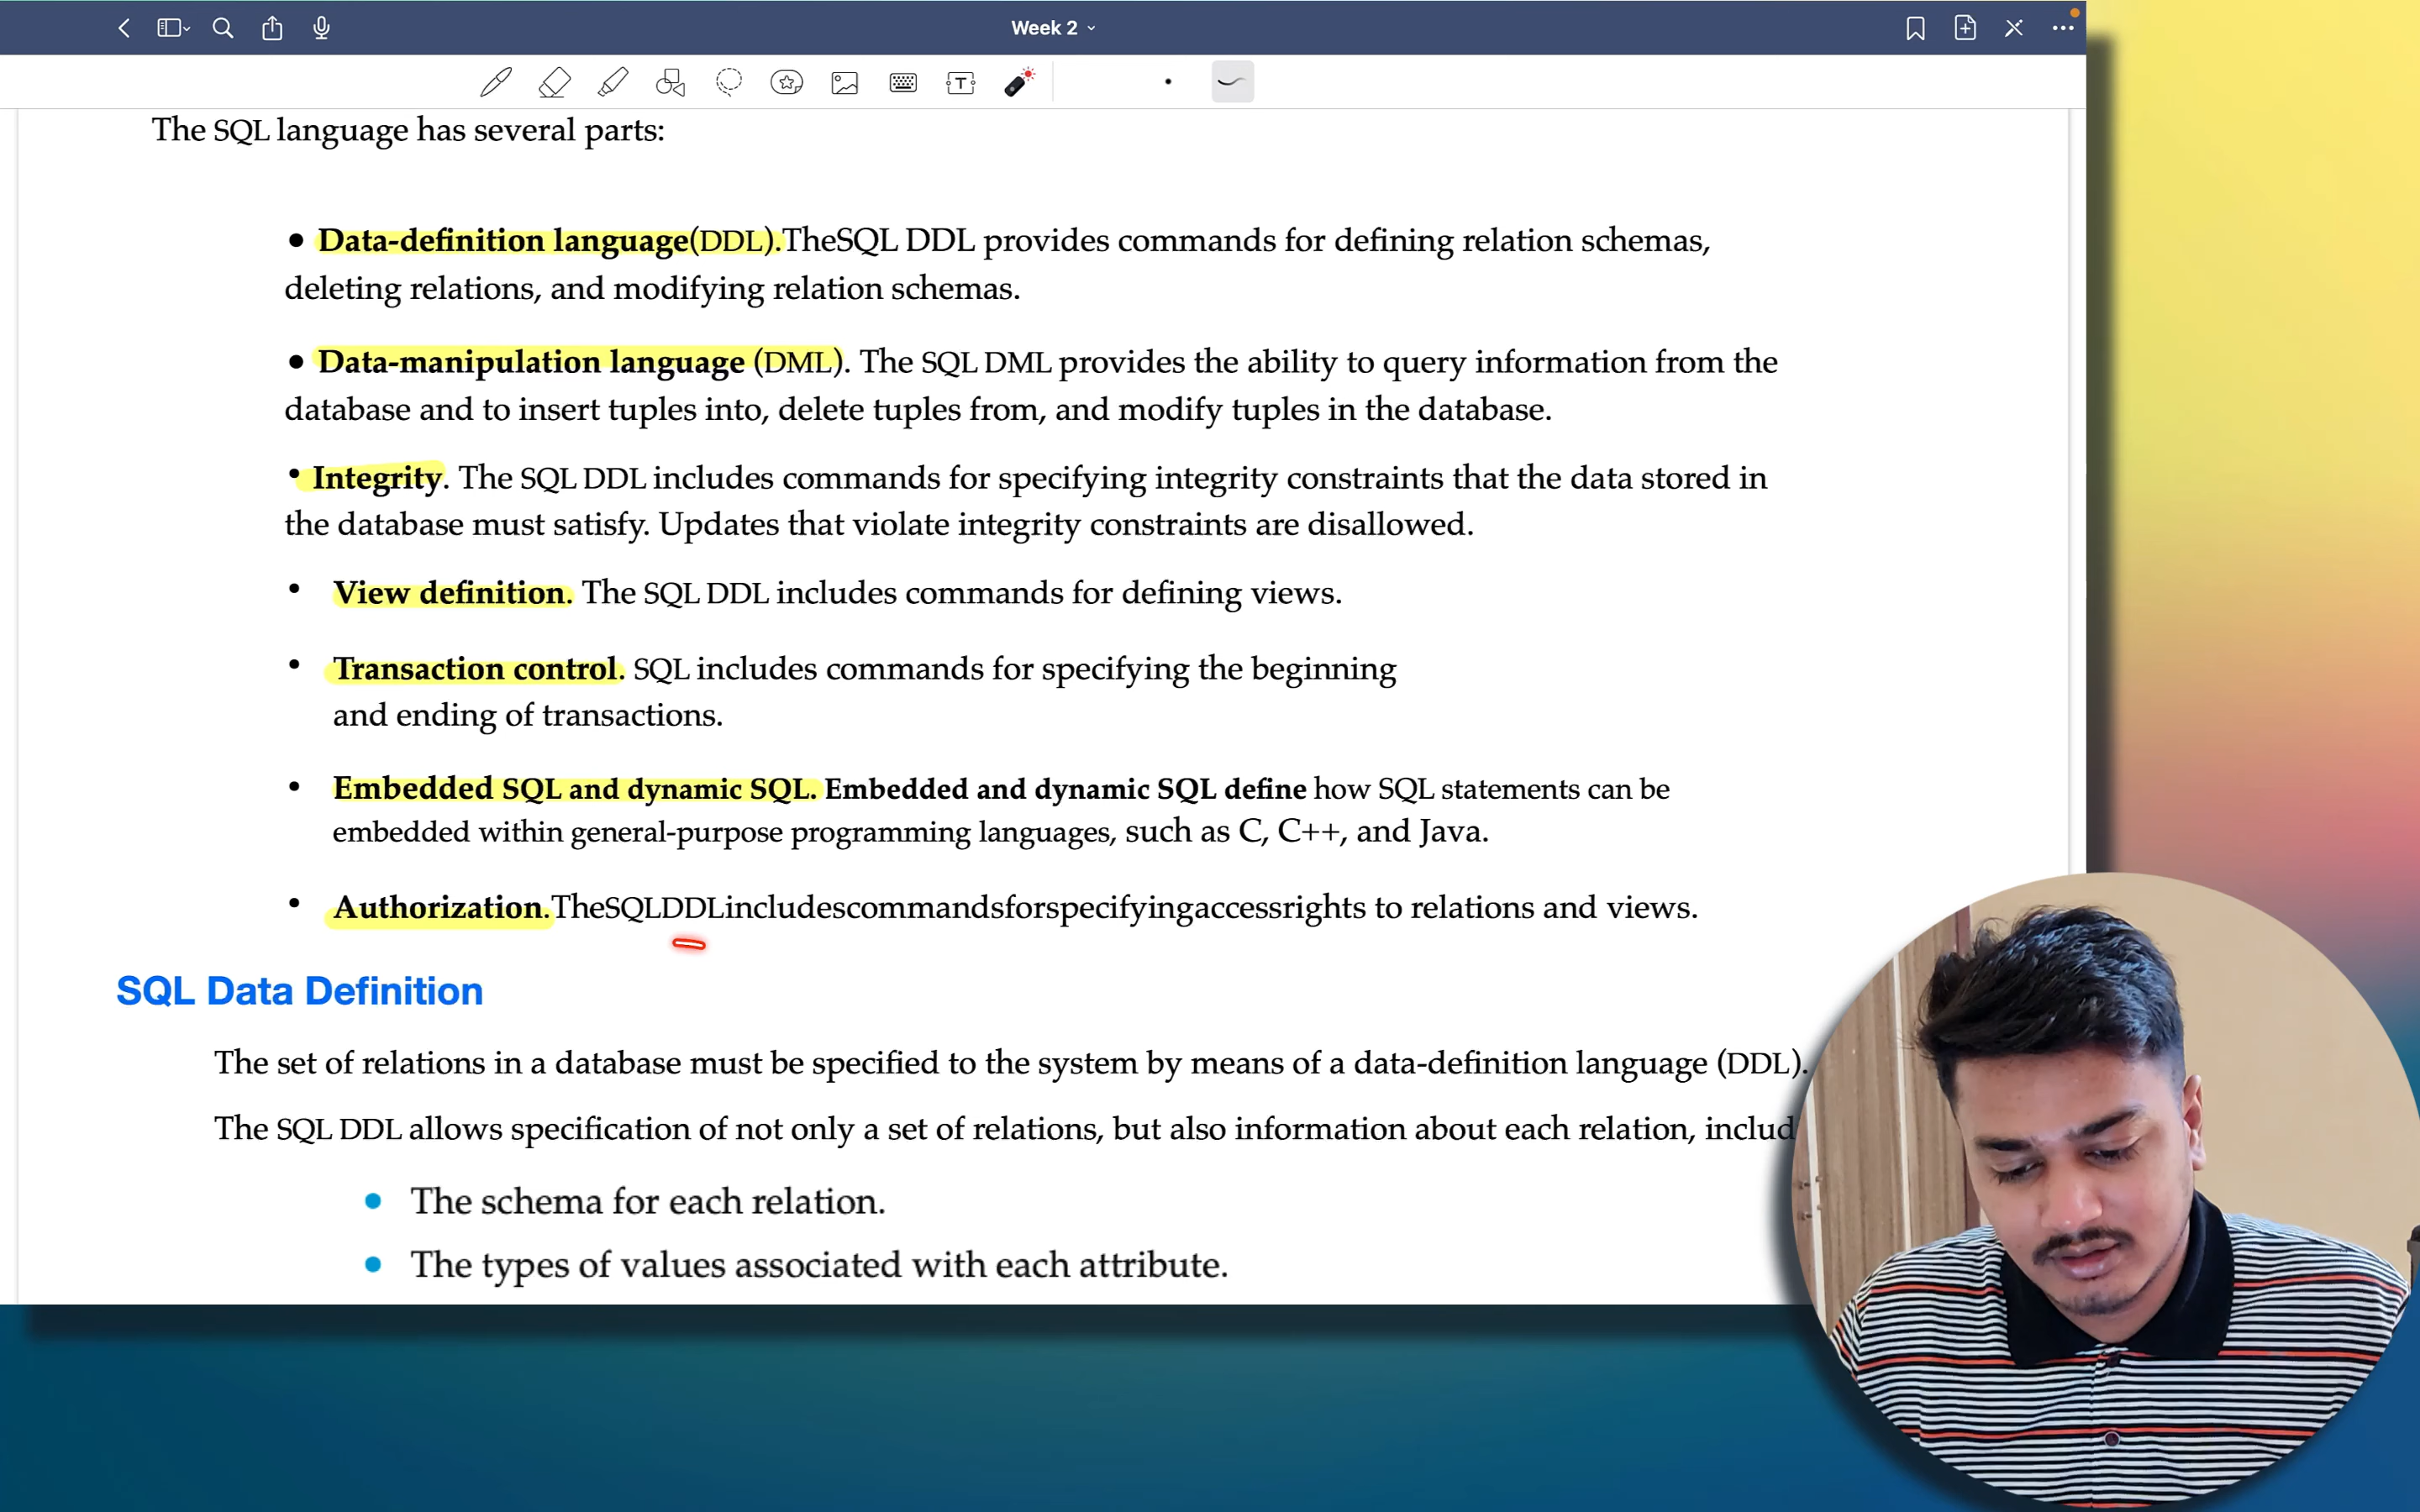 Week 2
The SQL language has several parts:
• Data-definition language(DDL).TheSQL DDL provides commands for defining relation schemas,
deleting relations, and modifying relation schemas.
• Data-manipulation language (DML). The SQL DML provides the ability to query information from the
database and to insert tuples into, delete tuples from, and modify tuples in the database.
• Integrity. The SQL DDL includes commands for specifying integrity constraints that the data stored in
the database must satisfy. Updates that violate integrity constraints are disallowed.
• View definition. The SQL DDL includes commands for defining views.
• Transaction control. SQL includes commands for specifying the beginning
and ending of transactions.
• Embedded SQL and dynamic SQL. Embedded and dynamic SQL define how SQL statements can be
embedded within general-purpose programming languages, such as C, C++, and Java.
• Authorization.TheSQLDDLincludescommandsforspecifyingaccessrights to relations and views.
SQL Data Definition
The set of relations in a database must be specified to the system by means of a data-definition language (DDL).
The SQL DDL allows specification of not only a set of relations, but also information about each relation, includ
• The schema for each relation.
• The types of values associated with each attribute.